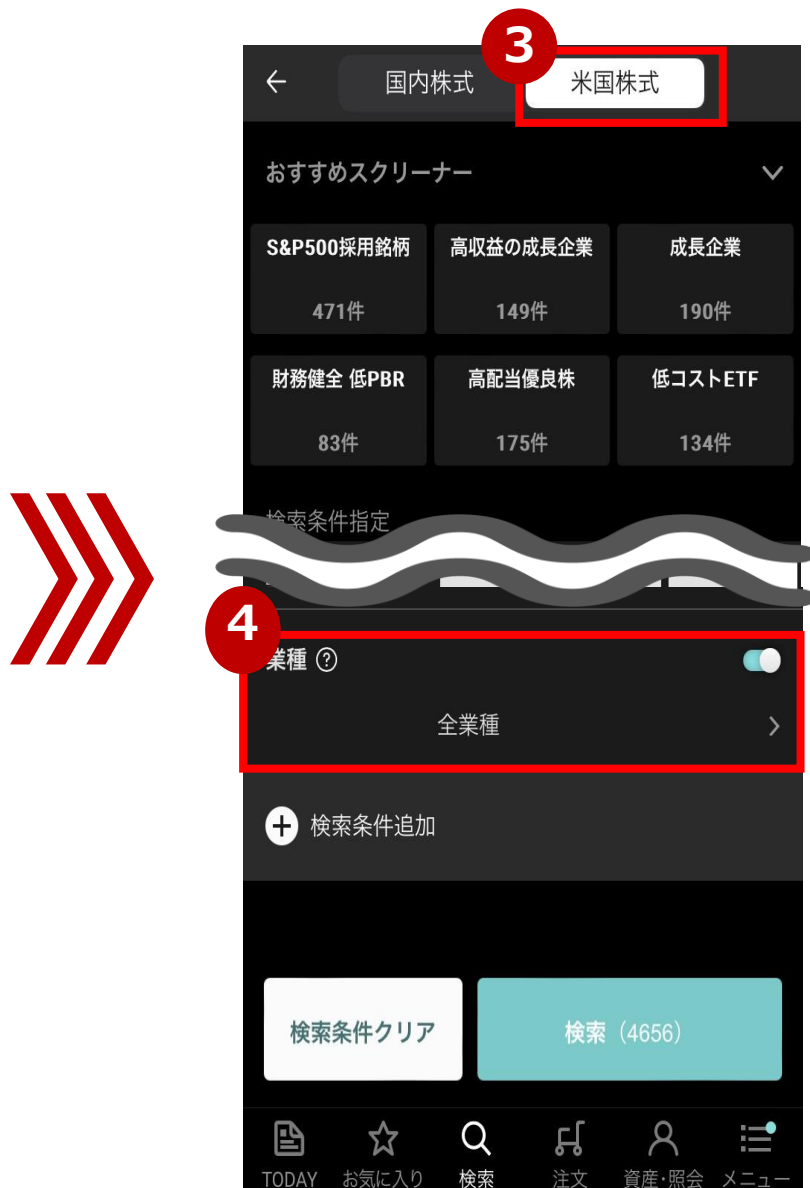 3
国内株式 米国株式
おすすめスクリーナー
S&P500採用銘柄 高収益の成長企業 成長企業
471件 149件 190件
財務健全 低PBR 高配当優良株 低コストETF
83件 175件 134件
検索条件指定
4
業種 ?
全業種
+ 検索条件追加
検索条件クリア 検索（4656）
TODAY お気に入り 検索 注文 資産・照会 メニュー